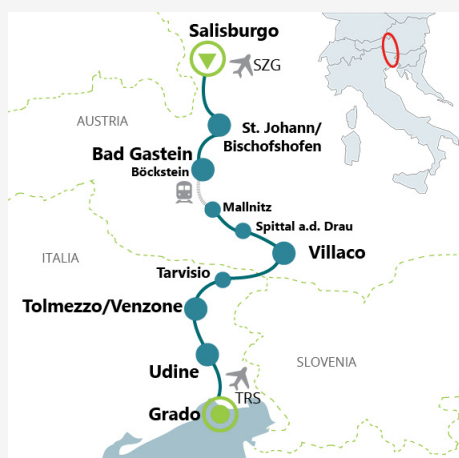 Salisburgo
SZG
AUSTRIA
St. Johann/
Bischofshofen
Bad Gastein
Böckstein
Mallnitz
Spittal a.d. Drau
ITALIA
Villaco
Tarvisio
Tolmezzo/Venzone
SLOVENIA
Udine
TRS
Grado